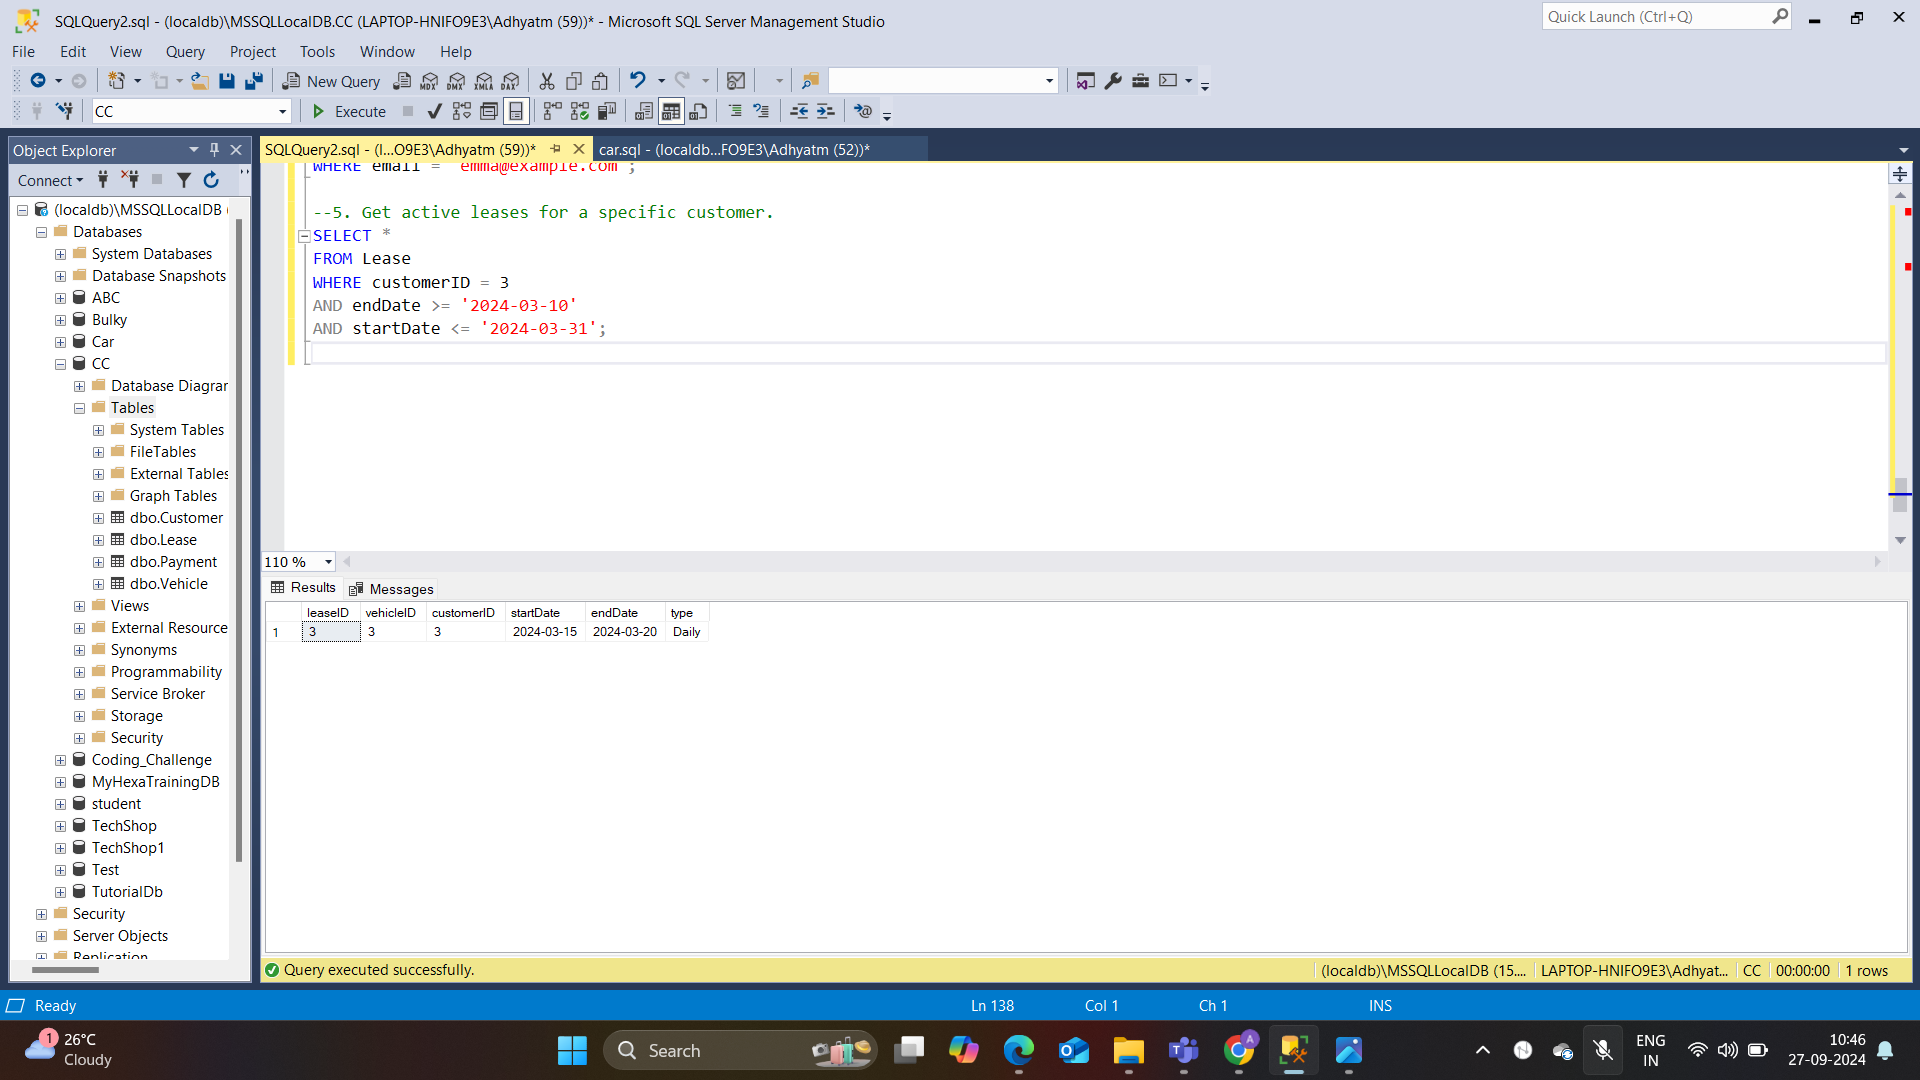 SQLQuery2.sql - (localdb)\MSSQLLocalDB.CC (LAPTOP-HNIFO9E3\Adhyatm (59))* - Microsoft SQL Server Management Studio
Quick Launch (Ctrl+Q)
File Edit View Query Project Tools Window Help
New Query MDX DMX XMLA DAX
CC Execute
Object Explorer
SQLQuery2.sql - (l...O9E3\Adhyatm (59))* car.sql - (localdb...FO9E3\Adhyatm (52))*
Connect
(localdb)\MSSQLLocalDB (
Databases
System Databases
Database Snapshots
ABC
Bulky
Car
CC
Database Diagrar
Tables
System Tables
FileTables
External Tables
Graph Tables
dbo.Customer
dbo.Lease
dbo.Payment
dbo.Vehicle
Views
External Resource
Synonyms
Programmability
Service Broker
Storage
Security
Coding_Challenge
MyHexaTrainingDB
student
TechShop
TechShop1
Test
TutorialDb
Security
Server Objects
Replication
WHERE email = 'emma@example.com';
--5. Get active leases for a specific customer.
SELECT *
FROM Lease
WHERE customerID = 3
AND endDate >= '2024-03-10'
AND startDate <= '2024-03-31';
110 %
Results Messages
leaseID vehicleID customerID startDate endDate type
1 3 3 3 2024-03-15 2024-03-20 Daily
Query executed successfully. (localdb)\MSSQLLocalDB (15.... LAPTOP-HNIFO9E3\Adhyat... CC 00:00:00 1 rows
Ready Ln 138 Col 1 Ch 1 INS
1
26°C
Cloudy
Search
A
ENG
IN
10:46
27-09-2024